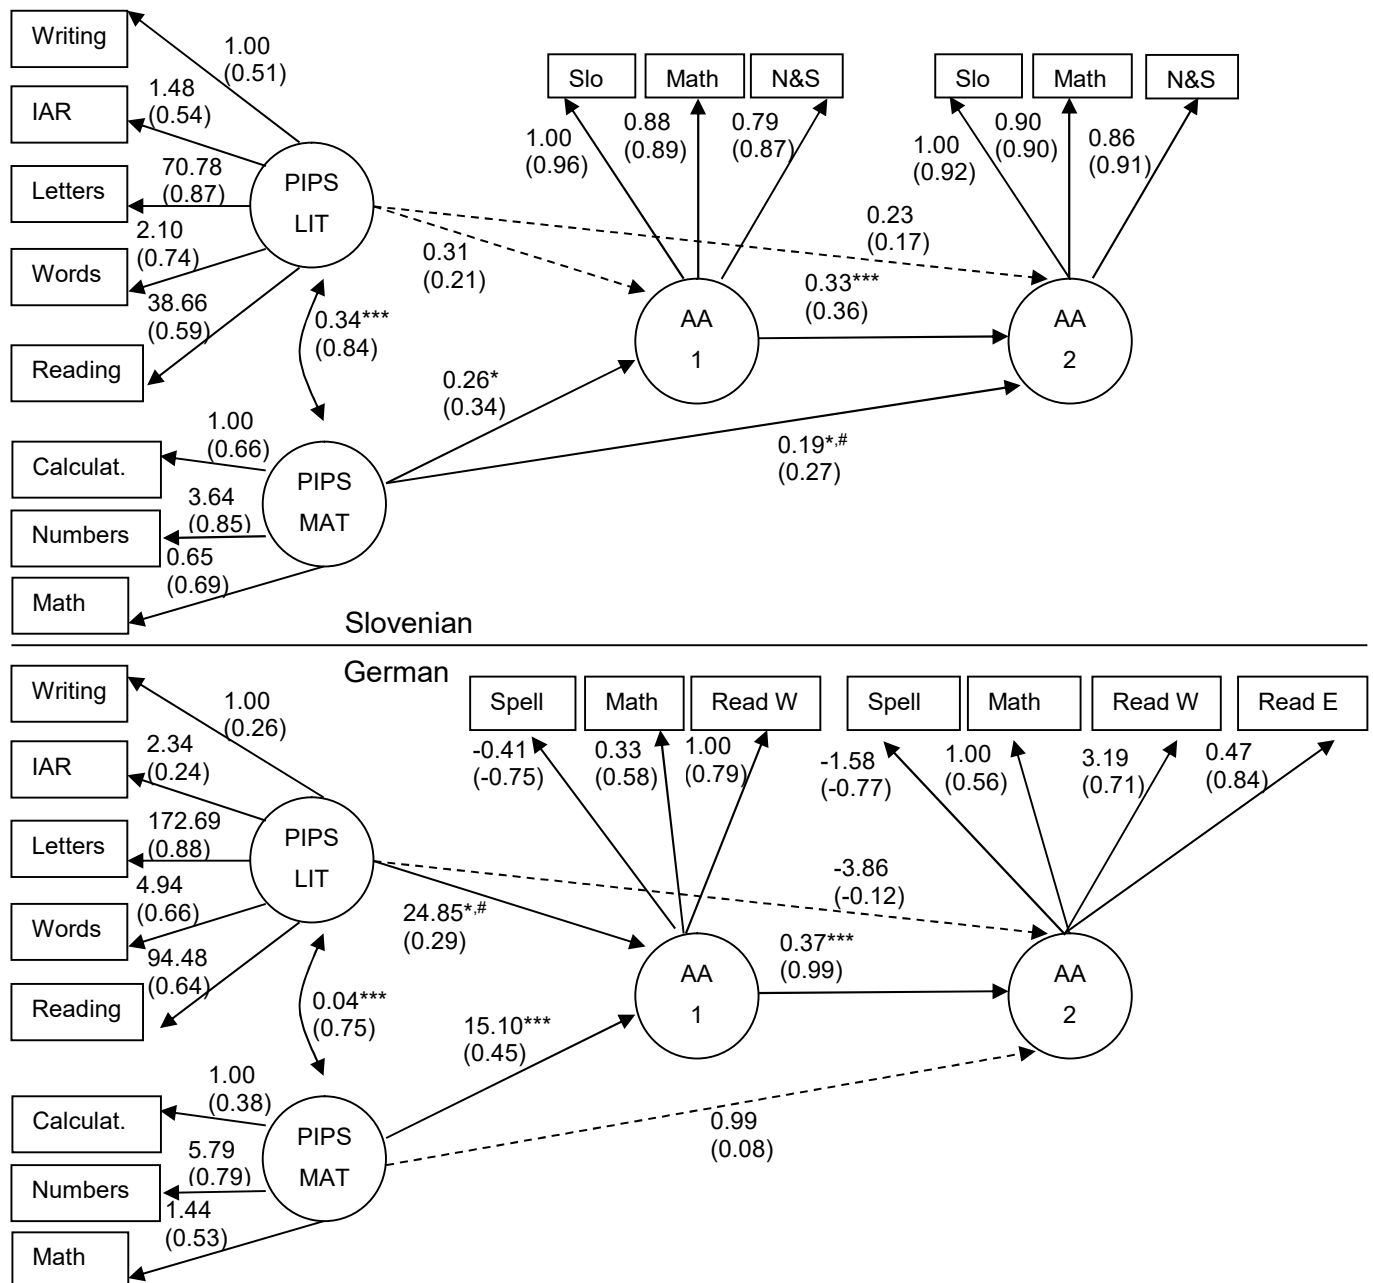 Writing
1.00
(0.51)
IAR
1.48
(0.54)
Letters
70.78
(0.87)
Words
2.10
(0.74)
Reading
38.66
(0.59)
PIPS
LIT
0.34***
(0.84)
Calculat.
1.00
(0.66)
Numbers
3.64
(0.85)
Math
0.65
(0.69)
PIPS
MAT
0.31
(0.21)
0.26*
(0.34)
Slo
Math
N&S
1.00
(0.96)
0.88
(0.89)
0.79
(0.87)
AA
1
0.23
(0.17)
0.33***
(0.36)
0.19*,#
(0.27)
Slo
Math
N&S
1.00
(0.92)
0.90
(0.90)
0.86
(0.91)
AA
2
Slovenian
German
Writing
1.00
(0.26)
IAR
2.34
(0.24)
Letters
172.69
(0.88)
Words
4.94
(0.66)
Reading
94.48
(0.64)
PIPS
LIT
0.04***
(0.75)
Calculat.
1.00
(0.38)
Numbers
5.79
(0.79)
Math
1.44
(0.53)
PIPS
MAT
24.85*,#
(0.29)
15.10***
(0.45)
Spell
Math
Read W
-0.41
(-0.75)
0.33
(0.58)
1.00
(0.79)
AA
1
-3.86
(-0.12)
0.37***
(0.99)
0.99
(0.08)
Spell
Math
Read W
Read E
-1.58
(-0.77)
1.00
(0.56)
3.19
(0.71)
0.47
(0.84)
AA
2